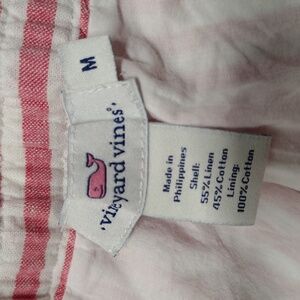 M
vineyard vines®
Made in
Philippines
Shell:
55% Linen
45% Cotton
Lining:
100% Cotton